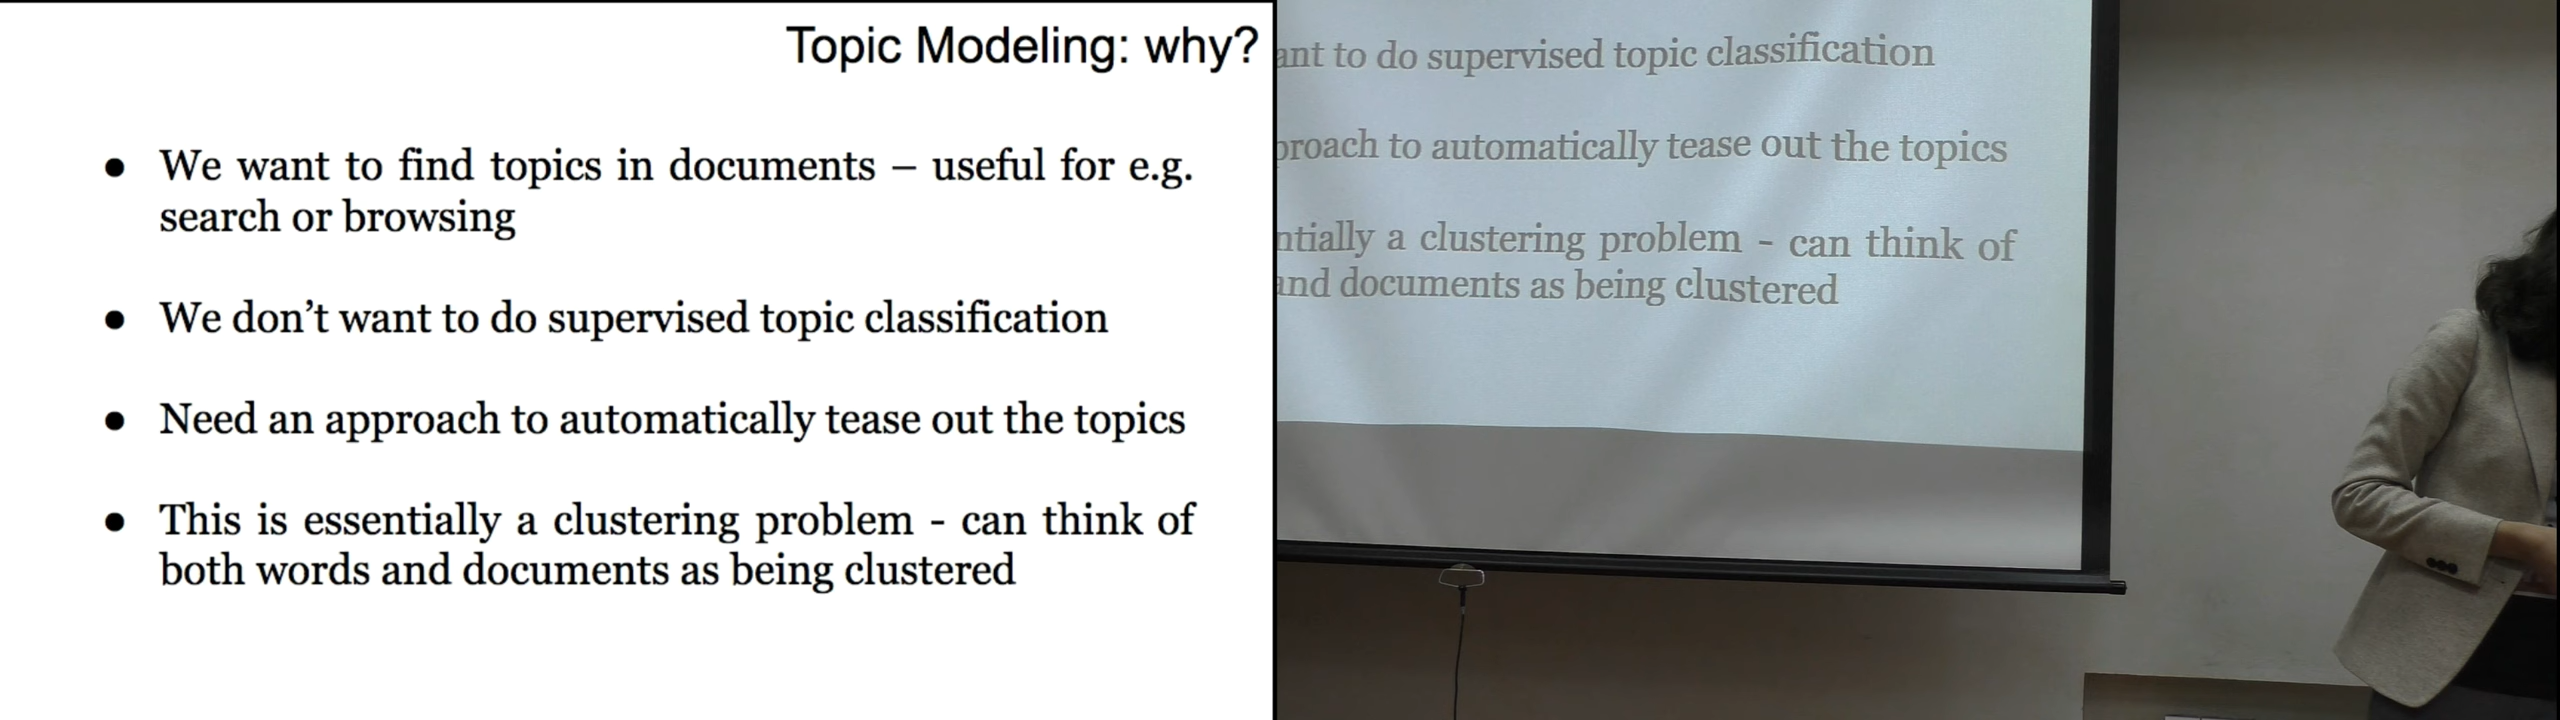 Topic Modeling: why?
● We want to find topics in documents – useful for e.g.
search or browsing
● We don’t want to do supervised topic classification
● Need an approach to automatically tease out the topics
● This is essentially a clustering problem - can think of
both words and documents as being clustered
ant to do supervised topic classification
proach to automatically tease out the topics
ntially a clustering problem - can think of
and documents as being clustered